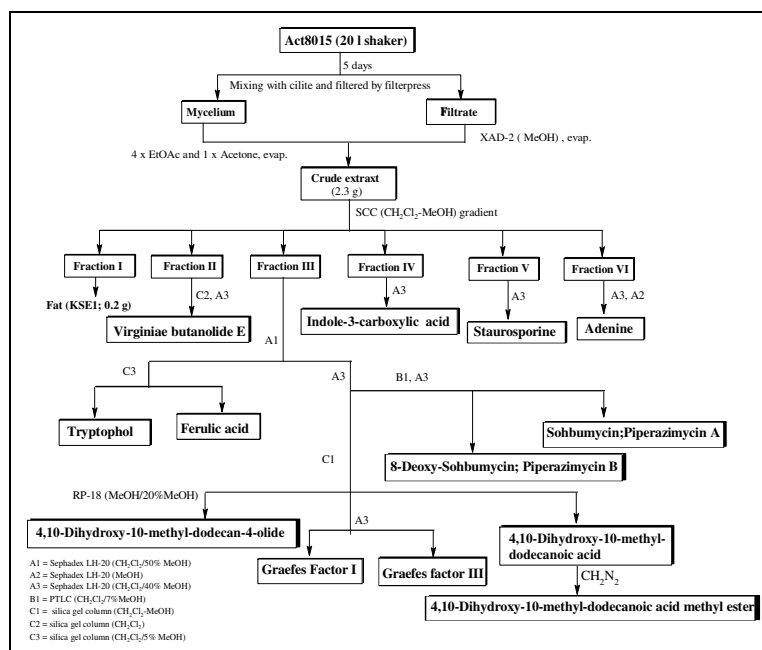 Act8015 (20 l shaker)
5 days
Mixing with cilite and filtered by filterpress
Mycelium
Filtrate
XAD-2 ( MeOH) , evap.
4 x EtOAc and 1 x Acetone, evap.
Crude extraxt
(2.3 g)
SCC (CH₂Cl₂-MeOH) gradient
Fraction I
Fraction II
Fraction III
Fraction IV
Fraction V
Fraction VI
Fat (KSE1; 0.2 g)
C2, A3
A3
A3
A3, A2
Virginiae butanolide E
Indole-3-carboxylic acid
Staurosporine
Adenine
A1
C3
A3
B1, A3
Tryptophol
Ferulic acid
Sohbumycin;Piperazimycin A
8-Deoxy-Sohbumycin; Piperazimycin B
C1
RP-18 (MeOH/20%MeOH)
4,10-Dihydroxy-10-methyl-dodecan-4-olide
A3
4,10-Dihydroxy-10-methyl-
dodecanoic acid
Graefes Factor I
Graefes factor III
CH₂N₂
4,10-Dihydroxy-10-methyl-dodecanoic acid methyl ester
A1 = Sephadex LH-20 (CH₂Cl₂/50% MeOH)
A2 = Sephadex LH-20 (MeOH)
A3 = Sephadex LH-20 (CH₂Cl₂/40% MeOH)
B1 = PTLC (CH₂Cl₂/7%MeOH)
C1 = silica gel column (CH₂Cl₂-MeOH)
C2 = silica gel column (CH₂Cl₂)
C3 = silica gel column (CH₂Cl₂/5% MeOH)